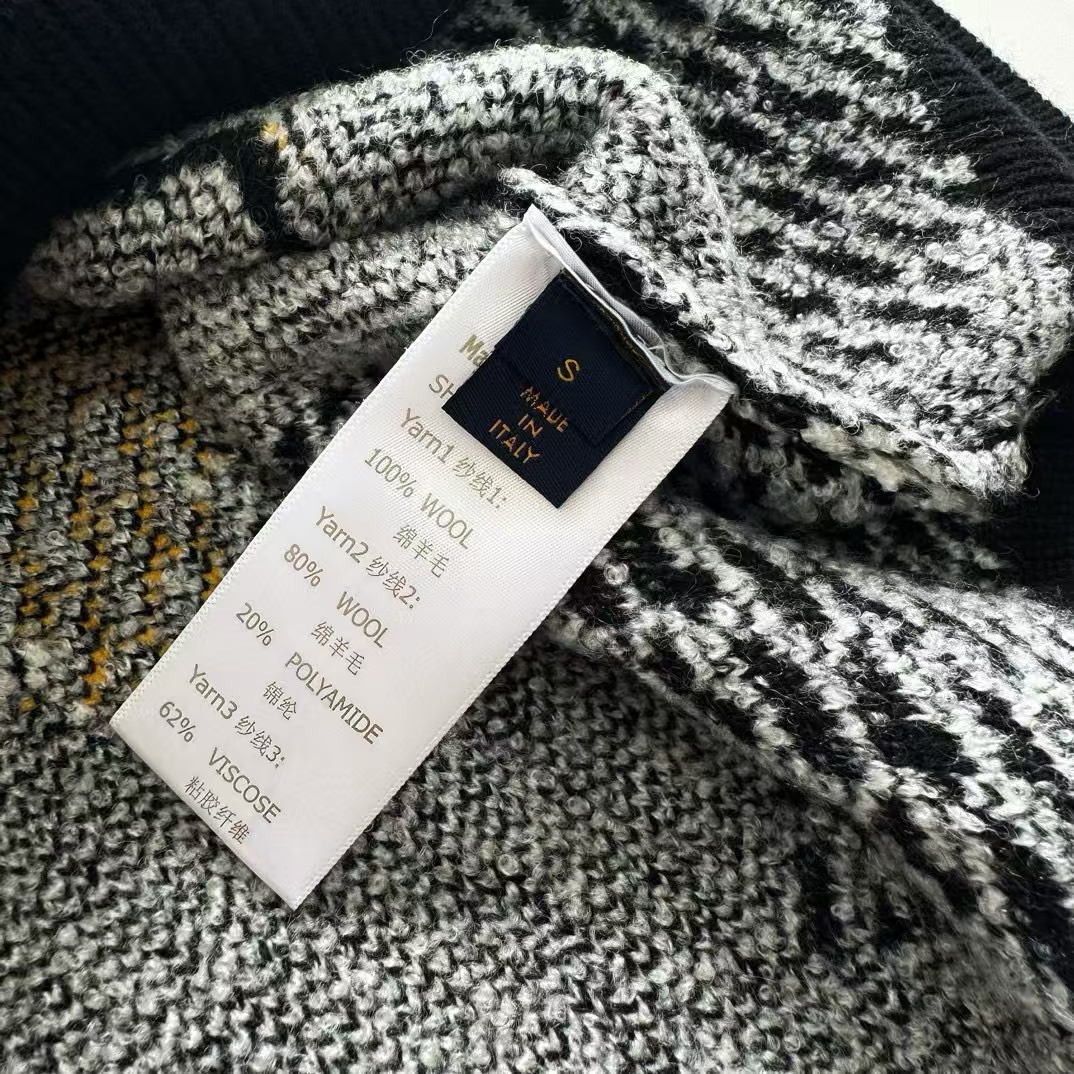 S
MADE
IN
ITALY
Yarn1 纱线1:
100% WOOL
绵羊毛
Yarn2 纱线2:
80% WOOL
绵羊毛
20% POLYAMIDE
锦纶
Yarn3 纱线3:
62% VISCOSE
粘胶纤维